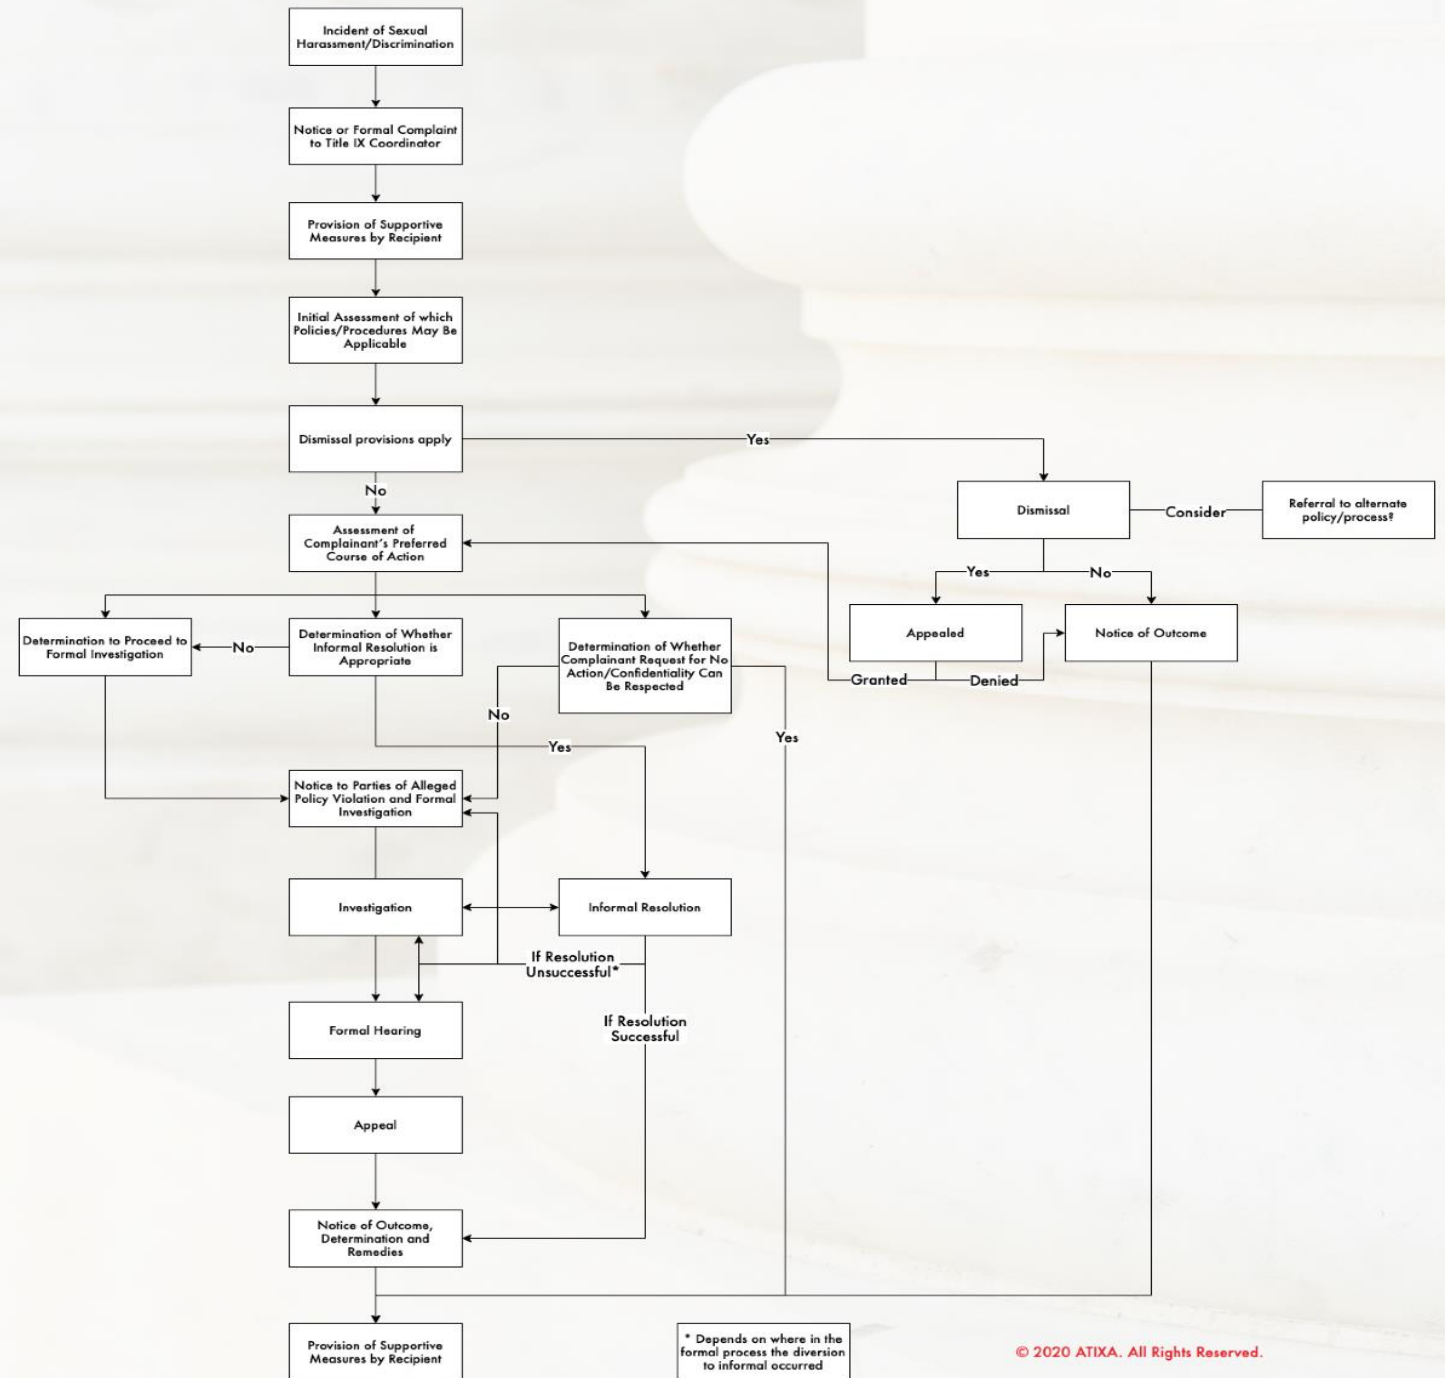 Incident of Sexual
Harassment/Discrimination
Notice or Formal Complaint
to Title IX Coordinator
Provision of Supportive
Measures by Recipient
Initial Assessment of which
Policies/Procedures May Be
Applicable
Dismissal provisions apply
Yes
No
Dismissal
Consider
Referral to alternate
policy/process?
Assessment of
Complainant's Preferred
Course of Action
Yes
No
Appealed
Notice of Outcome
Granted
Denied
Determination to Proceed to
Formal Investigation
No
Determination of Whether
Informal Resolution is
Appropriate
Determination of Whether
Complainant Request for No
Action/Confidentiality Can
Be Respected
No
Yes
Yes
Notice to Parties of Alleged
Policy Violation and Formal
Investigation
Investigation
Informal Resolution
If Resolution
Unsuccessful*
If Resolution
Successful
Formal Hearing
Appeal
Notice of Outcome,
Determination and
Remedies
Provision of Supportive
Measures by Recipient
* Depends on where in the
formal process the diversion
to informal occurred
© 2020 ATIXA. All Rights Reserved.